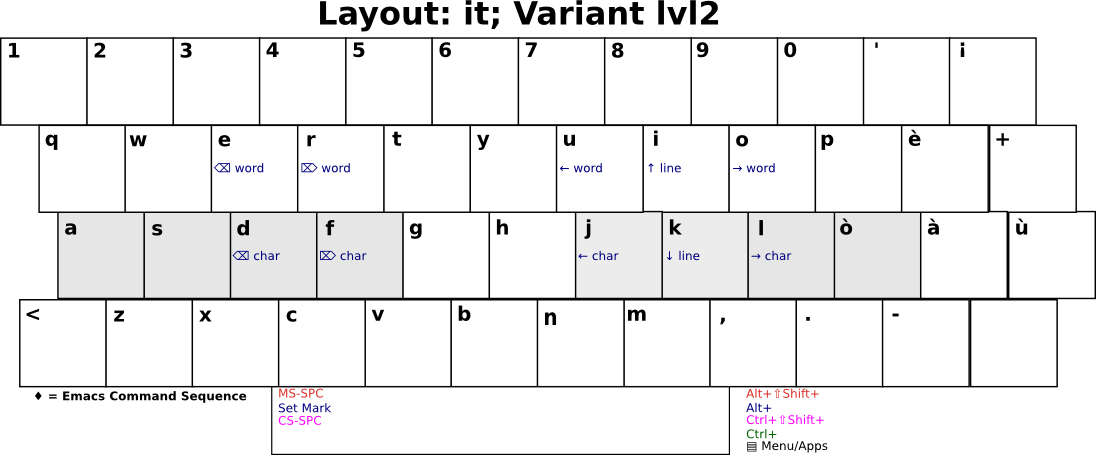 Layout: it; Variant lvl2
1 2 3 4 5 6 7 8 9 0 ' ì
q w e r t y u i o p è +
⌫ word ⌦ word ← word ↑ line → word
a s d f g h j k l ò à ù
⌫ char ⌦ char ← char ↓ line → char
< z x c v b n m , . -
♦ = Emacs Command Sequence MS-SPC Alt+⇧Shift+
Set Mark Alt+
CS-SPC Ctrl+⇧Shift+
Ctrl+
▤ Menu/Apps